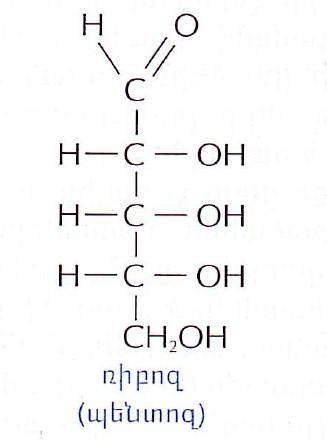 H O
C
H — C — OH
H — C — OH
H — C — OH
CH₂OH
ռիբոզ
(պենտոզ)